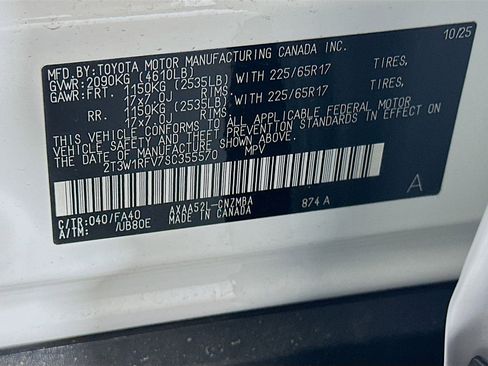 MFD.BY:TOYOTA MOTOR MANUFACTURING CANADA INC. 10/25
GVWR:2090KG (4610LB)
GAWR:FRT. 1150KG (2535LB) WITH 225/65R17 TIRES,
17X7.0J RIMS,
RR. 1150KG (2535LB) WITH 225/65R17 TIRES,
17X7.0J RIMS,
THIS VEHICLE CONFORMS TO ALL APPLICABLE FEDERAL MOTOR
VEHICLE SAFETY AND THEFT PREVENTION STANDARDS IN EFFECT
ON THE DATE OF MANUFACTURE SHOWN ABOVE.
2T3W1RFV7SC355570 MPV
C/TR:040/FA40 AXAA52L-CNZMBA 874A A
A/TM: /UB80E MADE IN CANADA